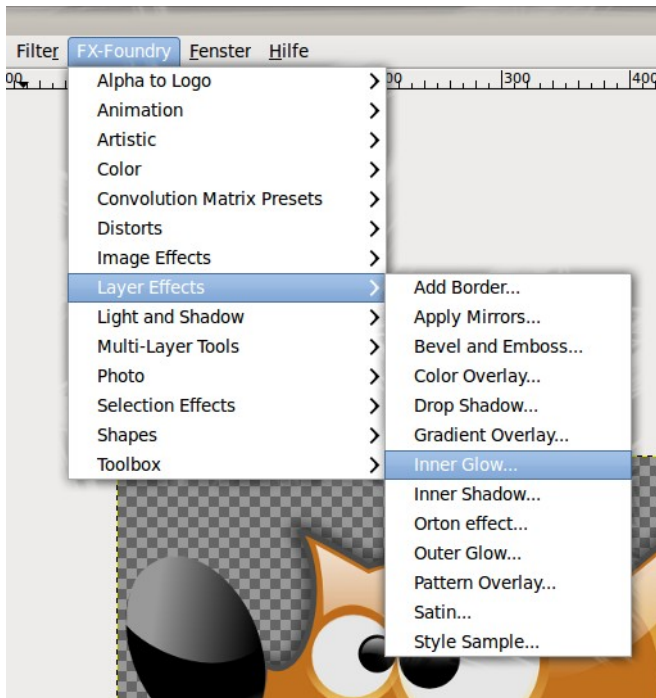 Filter FX-Foundry Fenster Hilfe
300
Alpha to Logo
Animation
Artistic
Color
Convolution Matrix Presets
Distorts
Image Effects
Layer Effects
Light and Shadow
Multi-Layer Tools
Photo
Selection Effects
Shapes
Toolbox
Add Border...
Apply Mirrors...
Bevel and Emboss...
Color Overlay...
Drop Shadow...
Gradient Overlay...
Inner Glow...
Inner Shadow...
Orton effect...
Outer Glow...
Pattern Overlay...
Satin...
Style Sample...